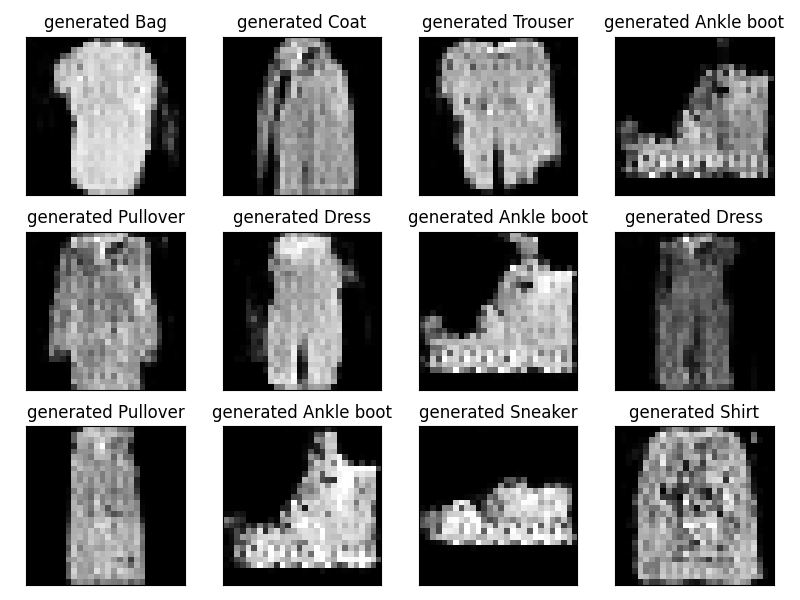 generated Bag
generated Coat
generated Trouser
generated Ankle boot
generated Pullover
generated Dress
generated Ankle boot
generated Dress
generated Pullover
generated Ankle boot
generated Sneaker
generated Shirt